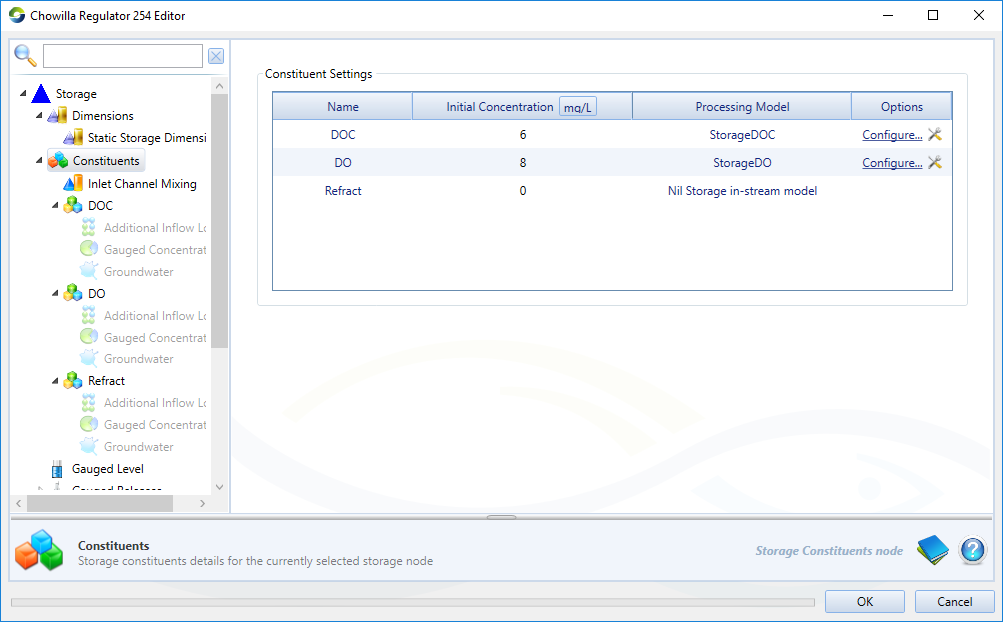 Chowilla Regulator 254 Editor
Storage
Dimensions
Static Storage Dimensi
Constituents
Inlet Channel Mixing
DOC
Additional Inflow Lo
Gauged Concentrat
Groundwater
DO
Additional Inflow Lo
Gauged Concentrat
Groundwater
Refract
Additional Inflow Lo
Gauged Concentrat
Groundwater
Gauged Level
Gauged Releases
Constituent Settings
Name Initial Concentration mg/L Processing Model Options
DOC 6 StorageDOC Configure...
DO 8 StorageDO Configure...
Refract 0 Nil Storage in-stream model
Constituents
Storage constituents details for the currently selected storage node
Storage Constituents node
OK Cancel